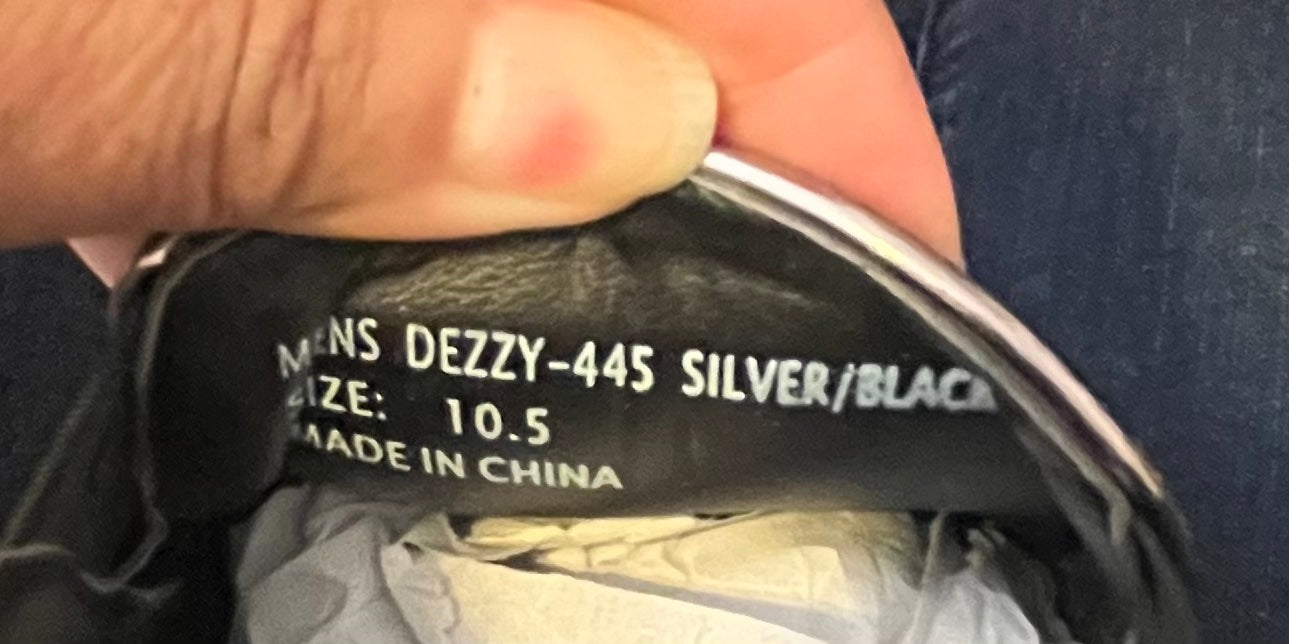 MENS DEZZY-445 SILVER/BLACK
SIZE: 10.5
MADE IN CHINA